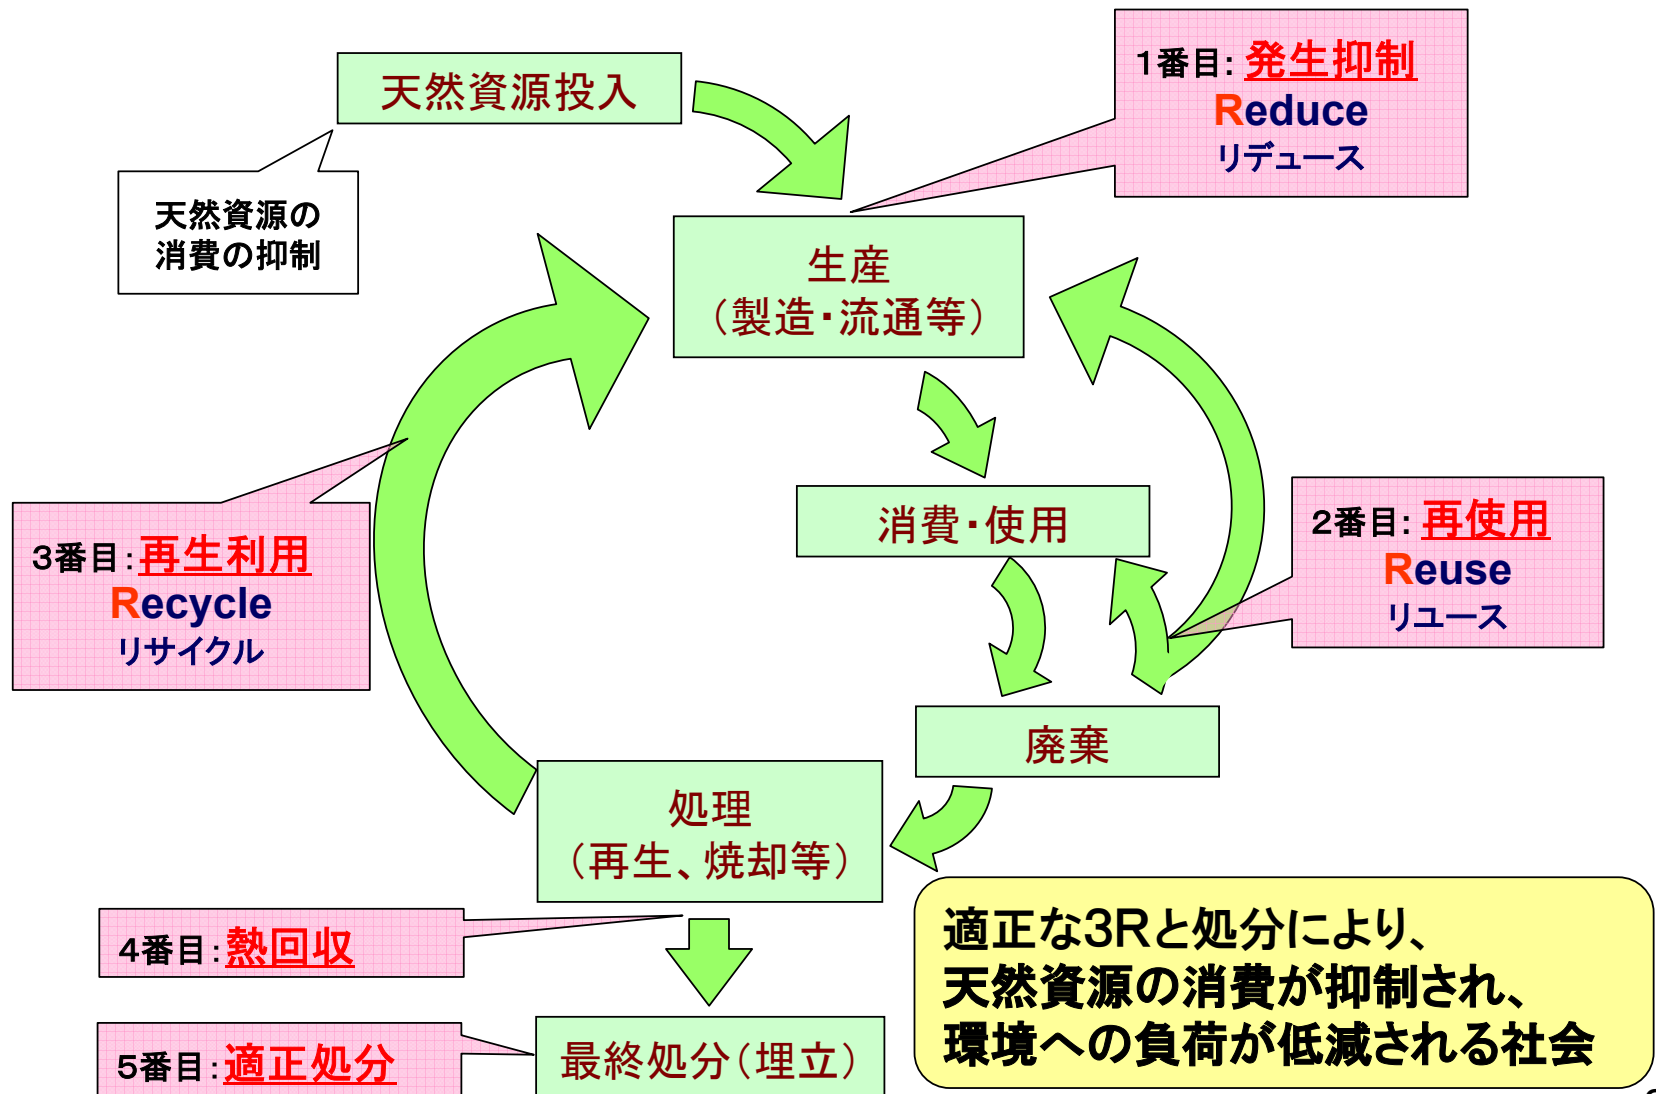 天然資源投入
1番目:発生抑制
Reduce
リデュース
天然資源の
消費の抑制
生産
（製造・流通等）
消費・使用
2番目:再使用
Reuse
リユース
3番目:再生利用
Recycle
リサイクル
廃棄
処理
（再生、焼却等）
4番目:熱回収
適正な3Rと処分により、
天然資源の消費が抑制され、
環境への負荷が低減される社会
5番目:適正処分
最終処分（埋立）